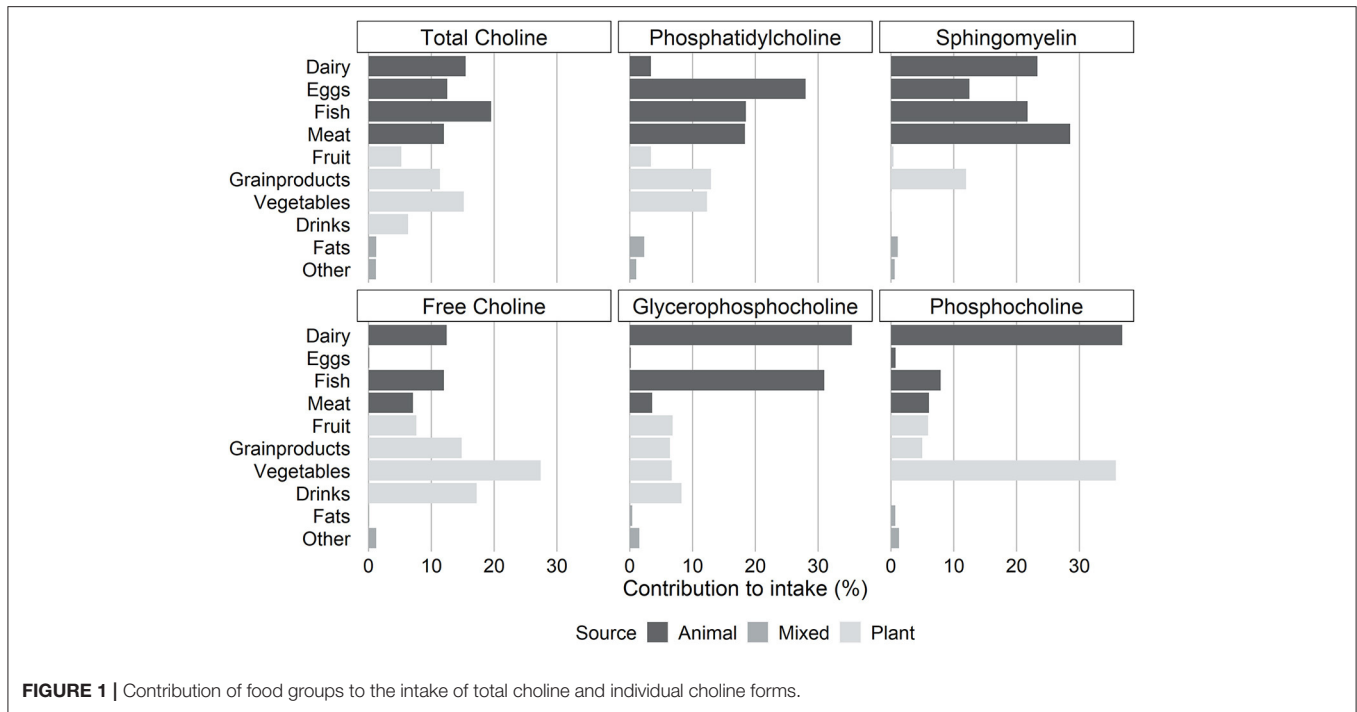 Total Choline Phosphatidylcholine Sphingomyelin
Dairy
Eggs
Fish
Meat
Fruit
Grainproducts
Vegetables
Drinks
Fats
Other
Free Choline Glycerophosphocholine Phosphocholine
Dairy
Eggs
Fish
Meat
Fruit
Grainproducts
Vegetables
Drinks
Fats
Other
0 10 20 30 0 10 20 30 0 10 20 30
Contribution to intake (%)
Source Animal Mixed Plant
FIGURE 1 | Contribution of food groups to the intake of total choline and individual choline forms.